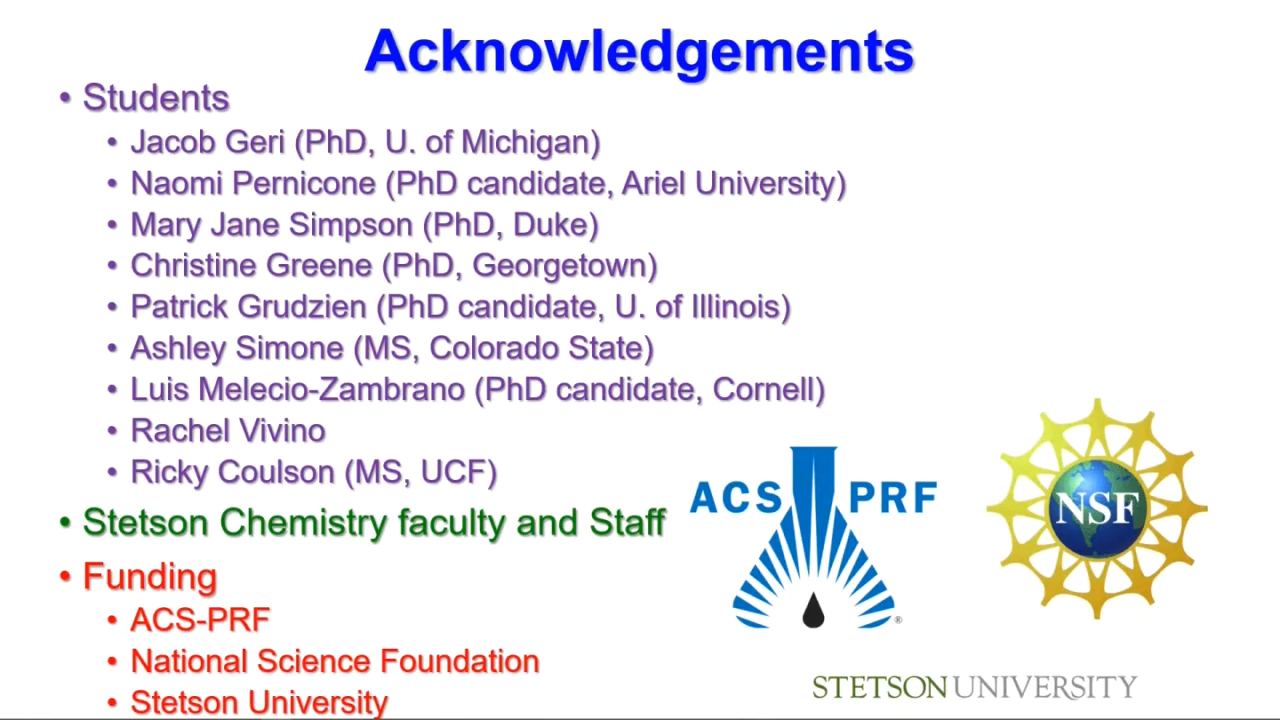 Acknowledgements
• Students
• Jacob Geri (PhD, U. of Michigan)
• Naomi Pernicone (PhD candidate, Ariel University)
• Mary Jane Simpson (PhD, Duke)
• Christine Greene (PhD, Georgetown)
• Patrick Grudzien (PhD candidate, U. of Illinois)
• Ashley Simone (MS, Colorado State)
• Luis Melecio-Zambrano (PhD candidate, Cornell)
• Rachel Vivino
• Ricky Coulson (MS, UCF)
• Stetson Chemistry faculty and Staff
• Funding
• ACS-PRF
• National Science Foundation
• Stetson University
ACS PRF
®
NSF
STETSON UNIVERSITY